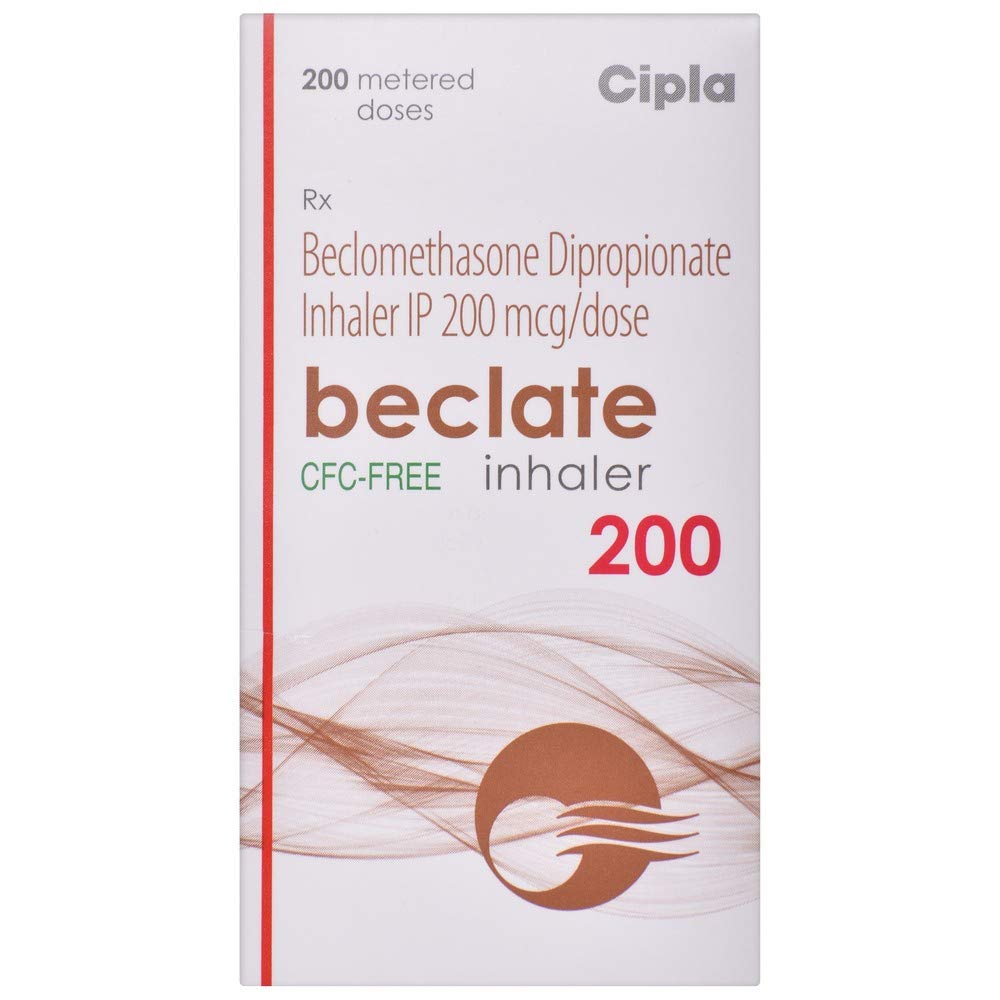 200 metered
doses
Cipla
Rx
Beclomethasone Dipropionate
Inhaler IP 200 mcg/dose
beclate
CFC-FREE inhaler
200